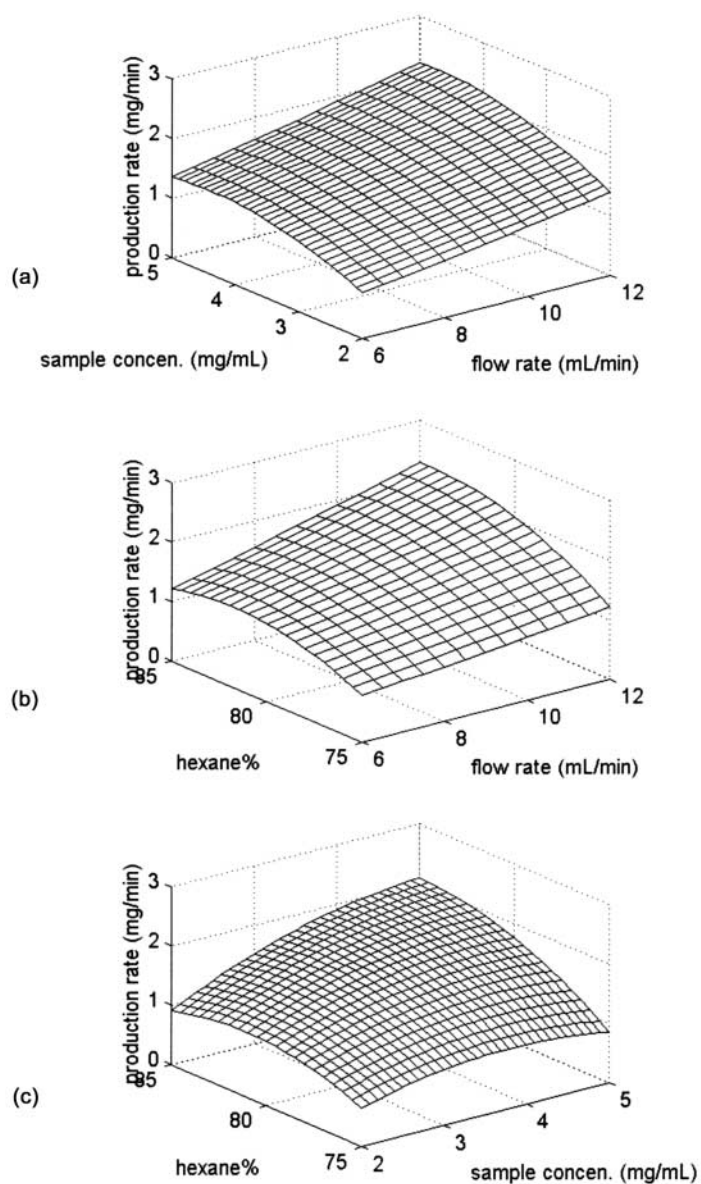 3
2
production rate (mg/min)
1
0
5
(a)
4
3
2
6
8
10
12
sample concen. (mg/mL)
flow rate (mL/min)
3
2
production rate (mg/min)
1
0
85
(b)
80
75
6
8
10
12
hexane%
flow rate (mL/min)
3
2
production rate (mg/min)
1
0
85
(c)
80
75
2
3
4
5
hexane%
sample concen. (mg/mL)